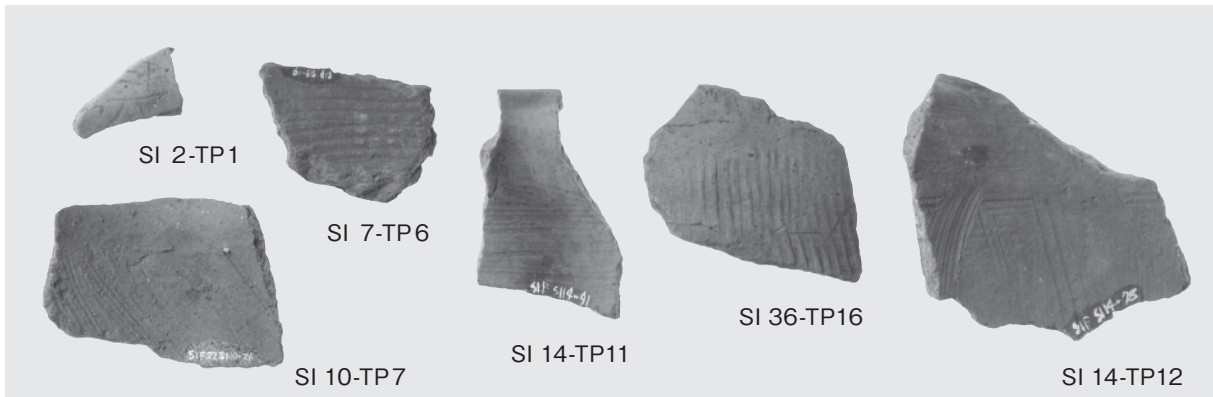 SI 2-TP1
SI 7-TP6
SI 10-TP7
SI 14-TP11
SI 36-TP16
SI 14-TP12